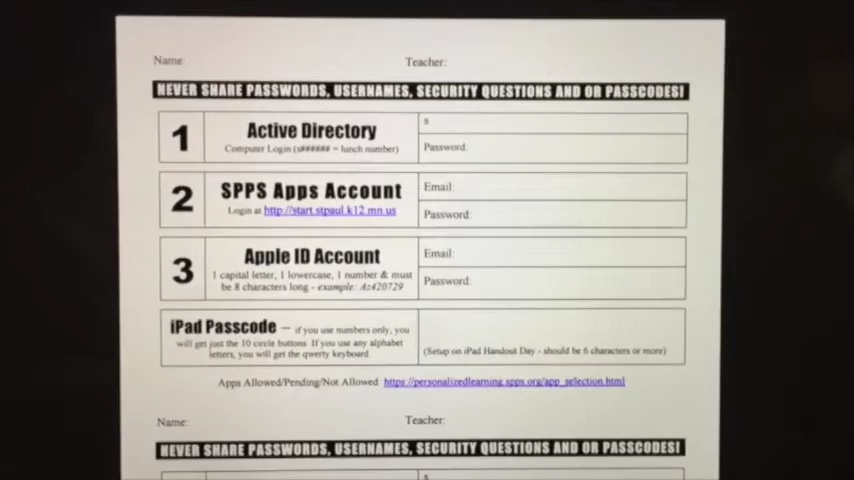 Name:
Teacher:
NEVER SHARE PASSWORDS, USERNAMES, SECURITY QUESTIONS AND OR PASSCODES!
1
Active Directory
Computer Login (s###### = lunch number)
s
Password:
2
SPPS Apps Account
Login at http://start.stpaul.k12.mn.us
Email:
Password:
3
Apple ID Account
1 capital letter, 1 lowercase, 1 number & must
be 8 characters long - example: Az420729
Email:
Password:
iPad Passcode – if you use numbers only, you
will get just the 10 circle buttons. If you use any alphabet
letters, you will get the qwerty keyboard
(Setup on iPad Handout Day - should be 6 characters or more)
Apps Allowed/Pending/Not Allowed: https://personalizedlearning.spps.org/app_selection.html
Name:
Teacher:
NEVER SHARE PASSWORDS, USERNAMES, SECURITY QUESTIONS AND OR PASSCODES!
s